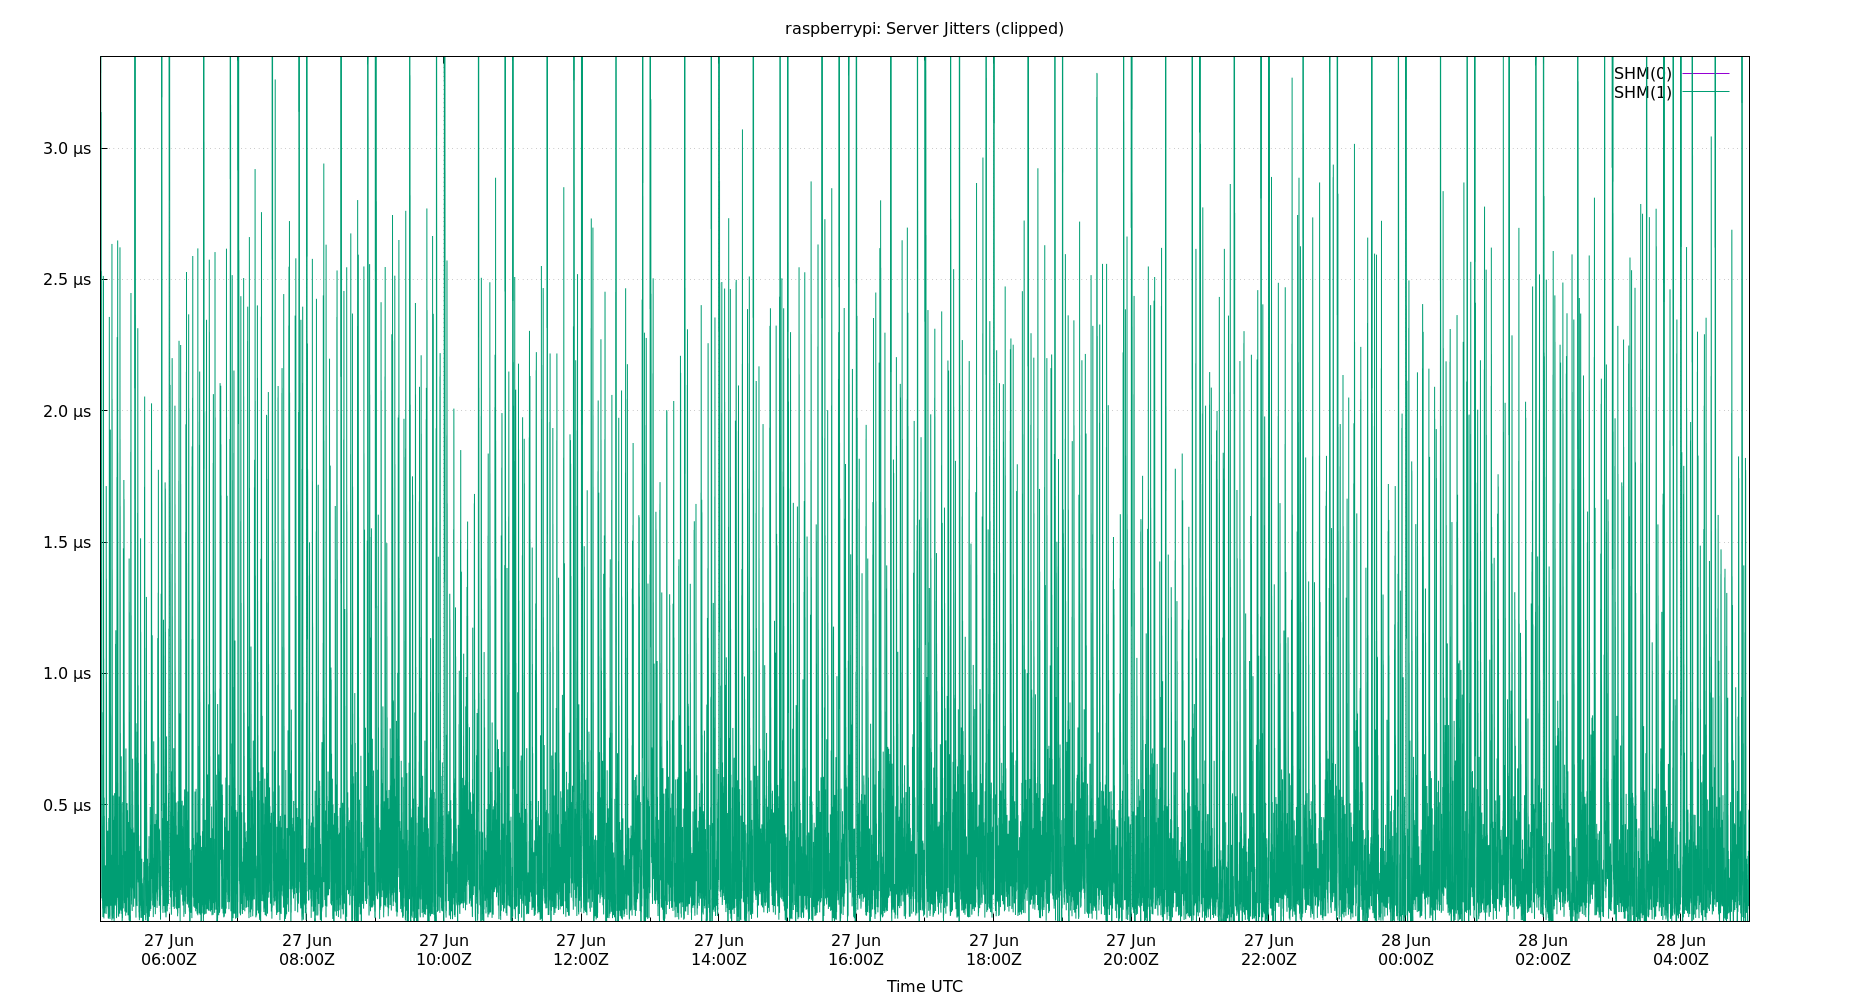 raspberrypi: Server Jitters (clipped)
SHM(0)
SHM(1)
3.0 μs
2.5 μs
2.0 μs
1.5 μs
1.0 μs
0.5 μs
27 Jun 27 Jun 27 Jun 27 Jun 27 Jun 27 Jun 27 Jun 27 Jun 27 Jun 28 Jun 28 Jun 28 Jun
06:00Z 08:00Z 10:00Z 12:00Z 14:00Z 16:00Z 18:00Z 20:00Z 22:00Z 00:00Z 02:00Z 04:00Z
Time UTC